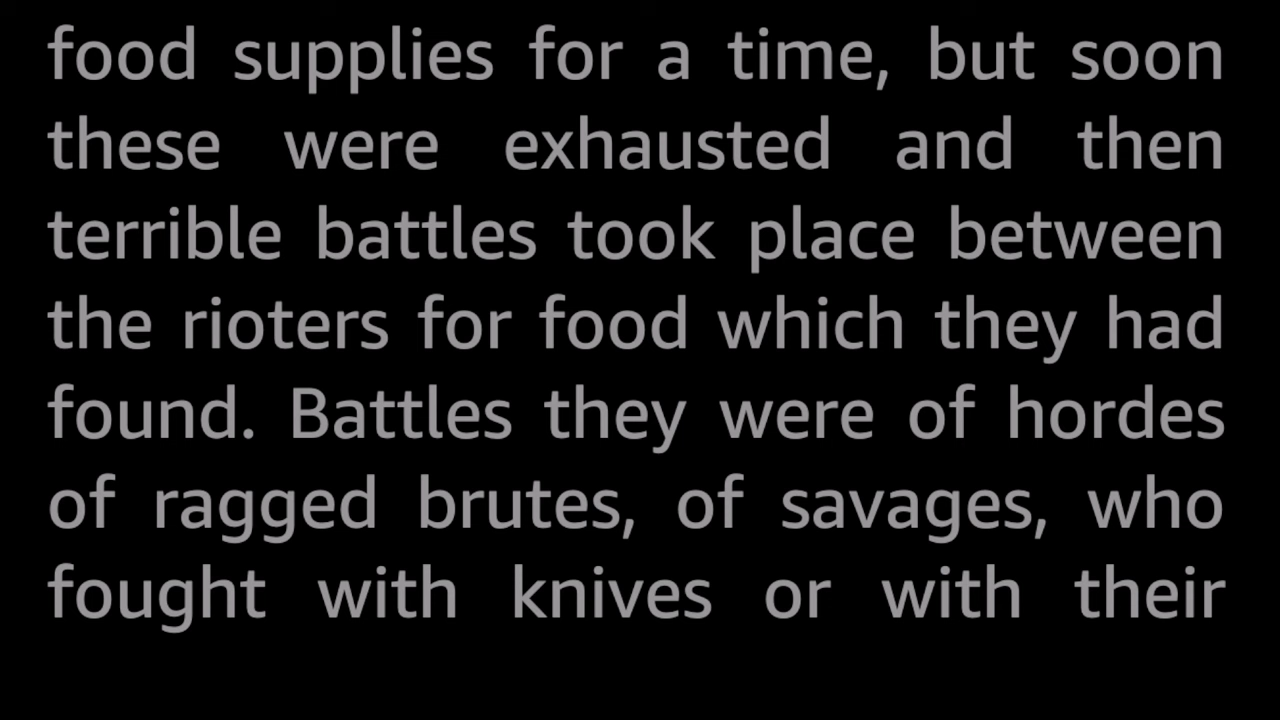 food supplies for a time, but soon
these were exhausted and then
terrible battles took place between
the rioters for food which they had
found. Battles they were of hordes
of ragged brutes, of savages, who
fought with knives or with their